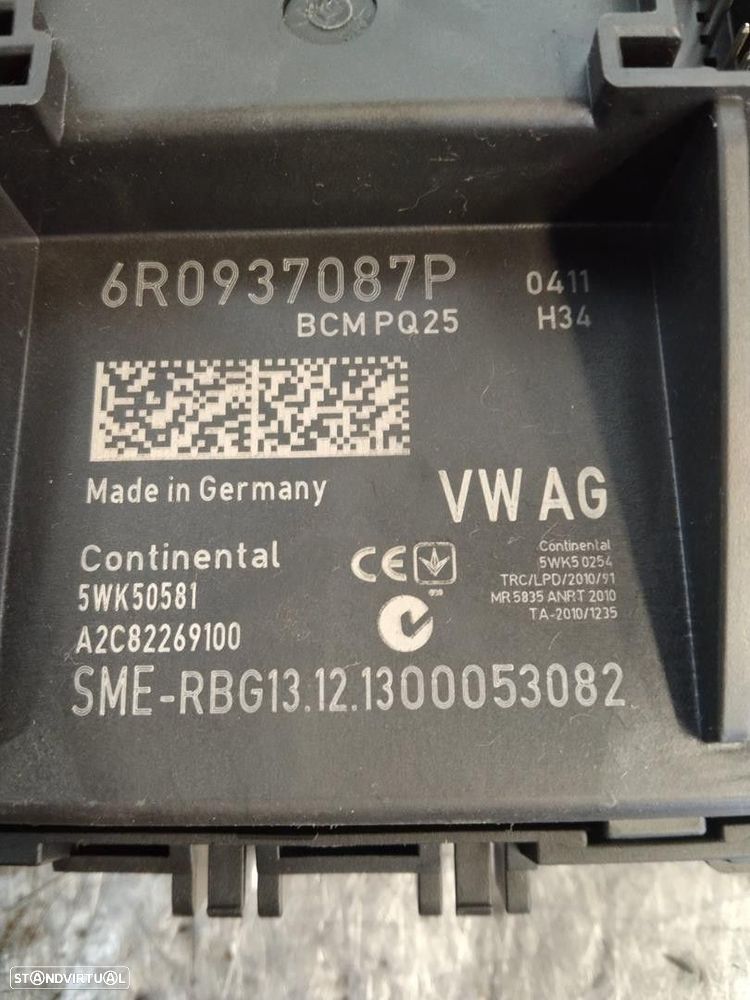 6R0937087P 0411
BCM PQ25 H34
Made in Germany
VW AG
Continental
5WK50581
A2C82269100
CE
Continental
5WK50254
TRC/LPD/2010/91
MR 5835 ANRT 2010
TA-2010/1235
SME-RBG13.12.1300053082
STANDVIRTUAL